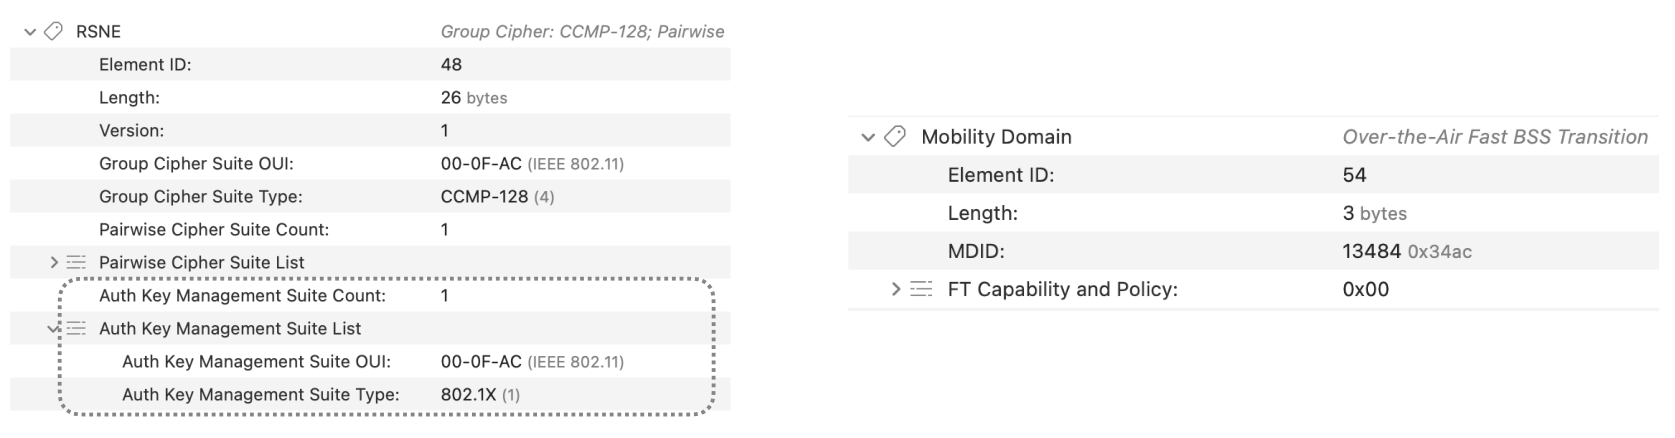 RSNE Group Cipher: CCMP-128; Pairwise
Element ID: 48
Length: 26 bytes
Version: 1
Group Cipher Suite OUI: 00-0F-AC (IEEE 802.11)
Group Cipher Suite Type: CCMP-128 (4)
Pairwise Cipher Suite Count: 1
Pairwise Cipher Suite List
Auth Key Management Suite Count: 1
Auth Key Management Suite List
Auth Key Management Suite OUI: 00-0F-AC (IEEE 802.11)
Auth Key Management Suite Type: 802.1X (1)
Mobility Domain Over-the-Air Fast BSS Transition
Element ID: 54
Length: 3 bytes
MDID: 13484 0x34ac
FT Capability and Policy: 0x00